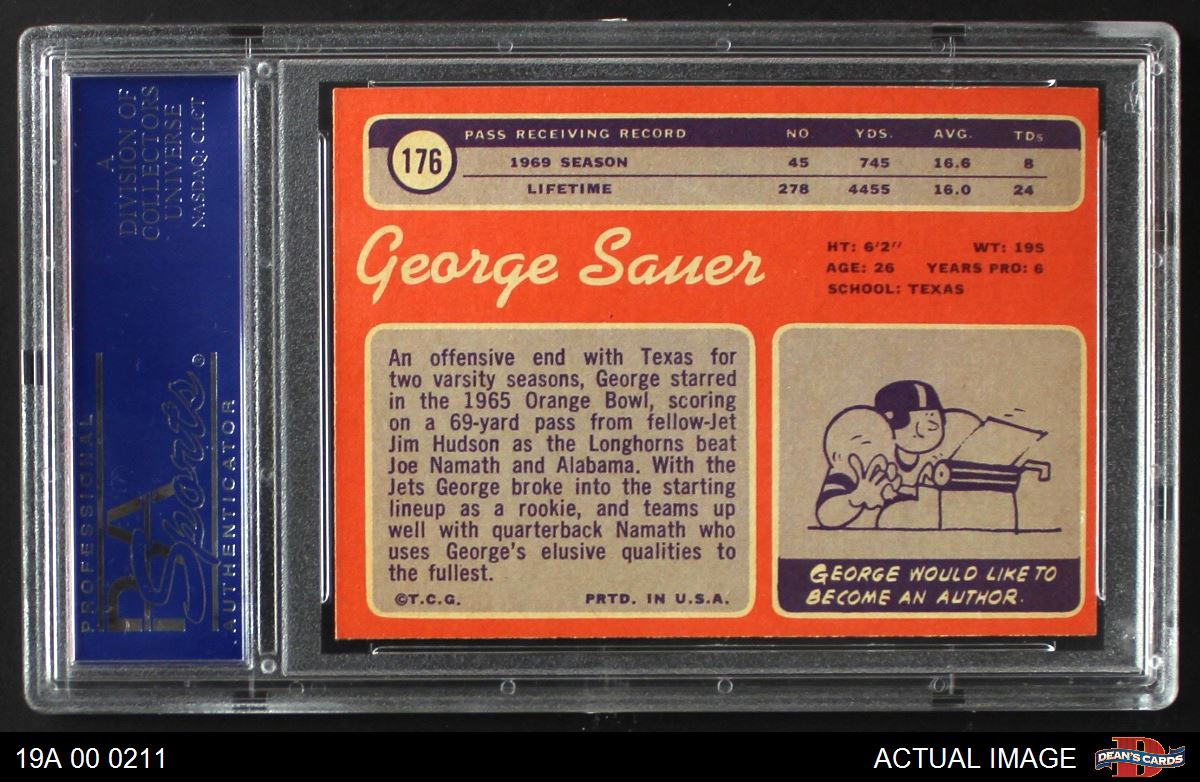 A
DIVISION OF
COLLECTORS
UNIVERSE
NASDAQ: CLCT
PROFESSIONAL
PSA
Sports®
AUTHENTICATOR
176
PASS RECEIVING RECORD NO YDS. AVG. TDs
1969 SEASON 45 745 16.6 8
LIFETIME 278 4455 16.0 24
George Sauer
HT: 6'2" WT: 195
AGE: 26 YEARS PRO: 6
SCHOOL: TEXAS
An offensive end with Texas for
two varsity seasons, George starred
in the 1965 Orange Bowl, scoring
on a 69-yard pass from fellow-Jet
Jim Hudson as the Longhorns beat
Joe Namath and Alabama. With the
Jets George broke into the starting
lineup as a rookie, and teams up
well with quarterback Namath who
uses George's elusive qualities to
the fullest.
©T.C.G. PRTD. IN U.S.A.
GEORGE WOULD LIKE TO
BECOME AN AUTHOR.
19A 00 0211
ACTUAL IMAGE
D
DEAN'S CARDS